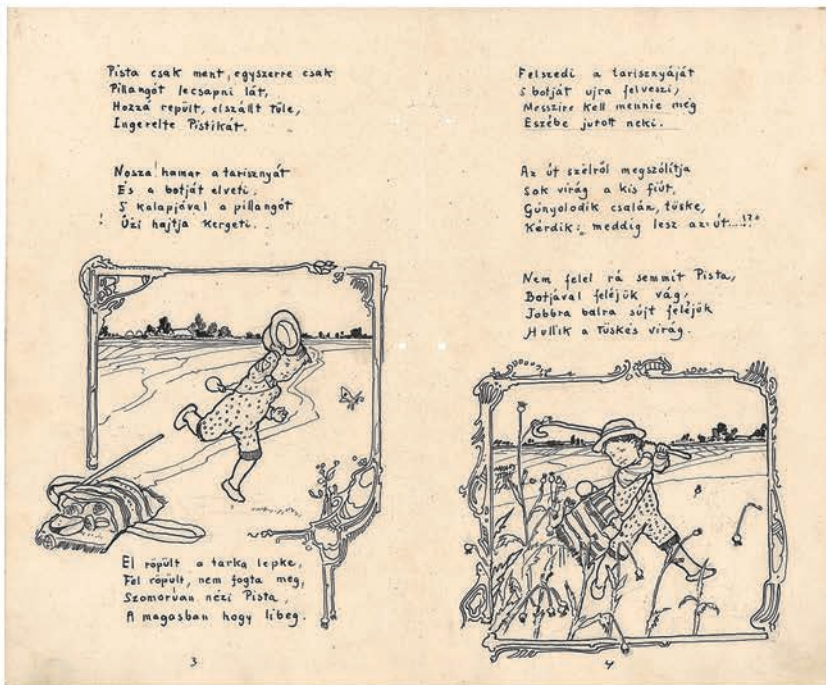 Pista csak ment, egyszerre csak
Pillangót lecsapni lát,
Hozzá repült, elszállt tőle,
Ingerelte Pistikát.
Nosza! hamar a tarisznyát
És a botját elveti,
S kalapjával a pillangót
Űzi hajtja kergeti.
El röpült a tarka lepke,
Fel röpült, nem fogta meg,
Szomorúan nézi Pista,
A magasban hogy libeg.
3
Felszedi a tarisznyáját
S botját ujra felveszi,
Messzire kell mennie még
Eszébe jutott neki.
Az út szélről megszólítja
Sok virág a kis fiút,
Gúnyolodik csalán, tüske,
Kérdik: „meddig lesz az út....!?"
Nem felel rá semmit Pista,
Botjával feléjük vág,
Jobbra balra sújt feléjük
Hullik a tüskés virág.
4